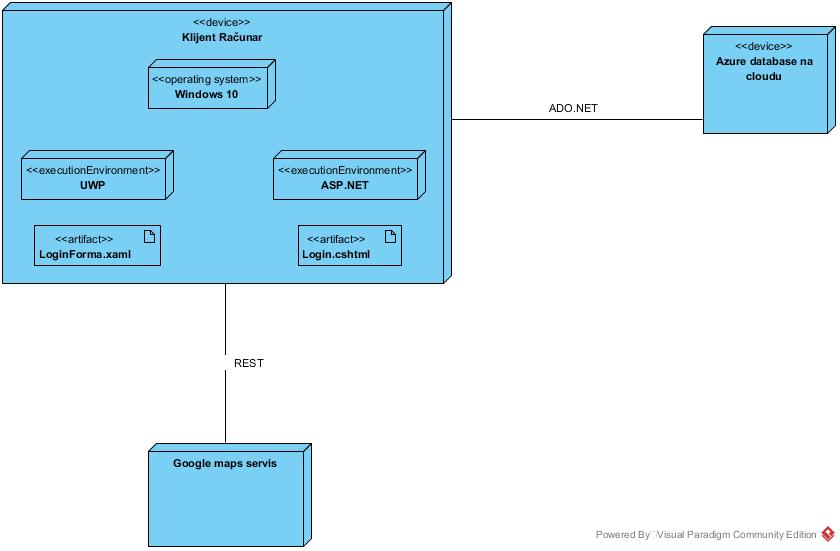 <<device>>
Klijent Računar
<<operating system>>
Windows 10
<<executionEnvironment>>
UWP
<<executionEnvironment>>
ASP.NET
<<artifact>>
LoginForma.xaml
<<artifact>>
Login.cshtml
ADO.NET
<<device>>
Azure database na
cloudu
REST
Google maps servis
Powered By Visual Paradigm Community Edition